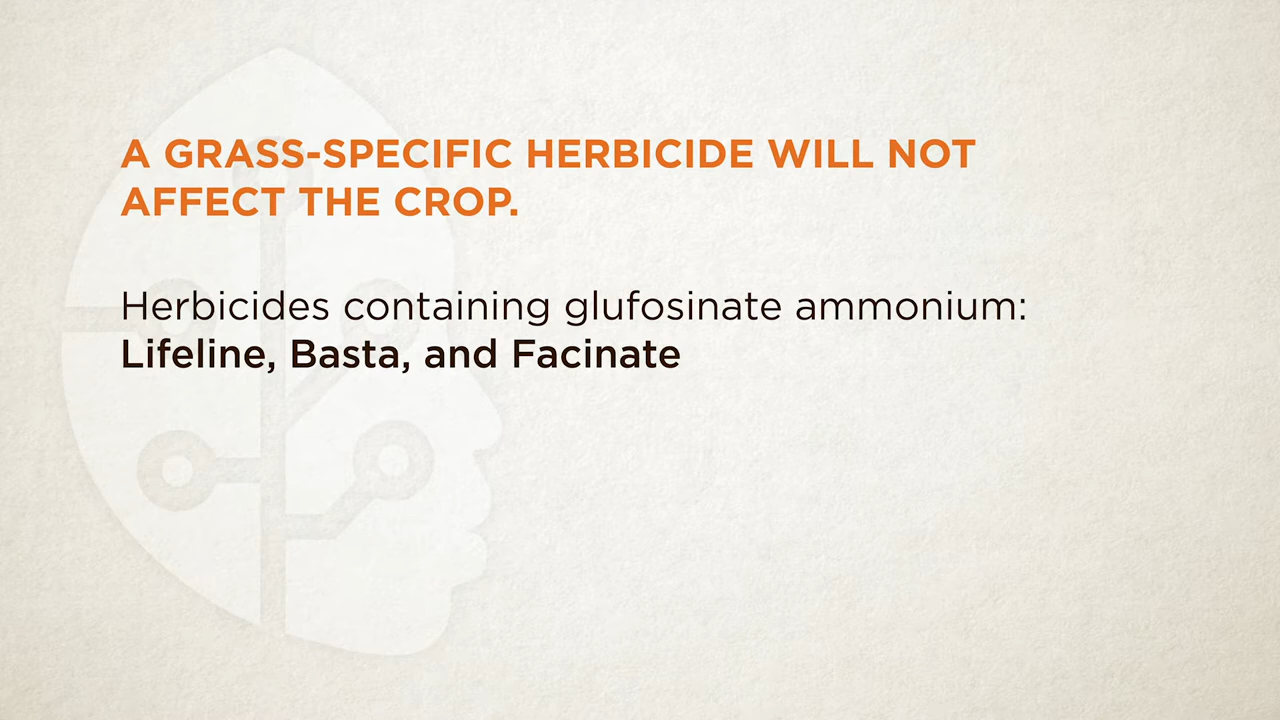 A GRASS-SPECIFIC HERBICIDE WILL NOT
AFFECT THE CROP.
Herbicides containing glufosinate ammonium:
Lifeline, Basta, and Facinate